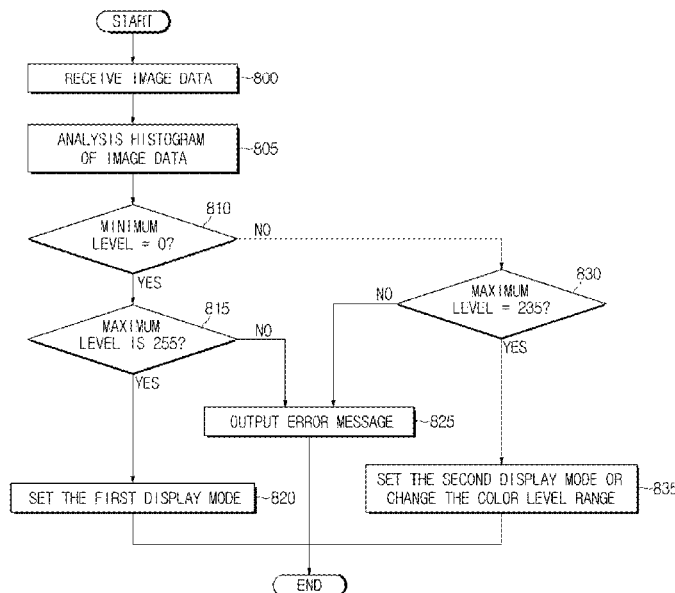 START
RECEIVE IMAGE DATA
800
ANALYSIS HISTOGRAM
OF IMAGE DATA
805
810
MINIMUM
LEVEL = 0?
NO
YES
830
MAXIMUM
LEVEL = 235?
NO
YES
815
MAXIMUM
LEVEL IS 255?
NO
YES
OUTPUT ERROR MESSAGE
825
SET THE FIRST DISPLAY MODE
820
SET THE SECOND DISPLAY MODE OR
CHANGE THE COLOR LEVEL RANGE
835
END